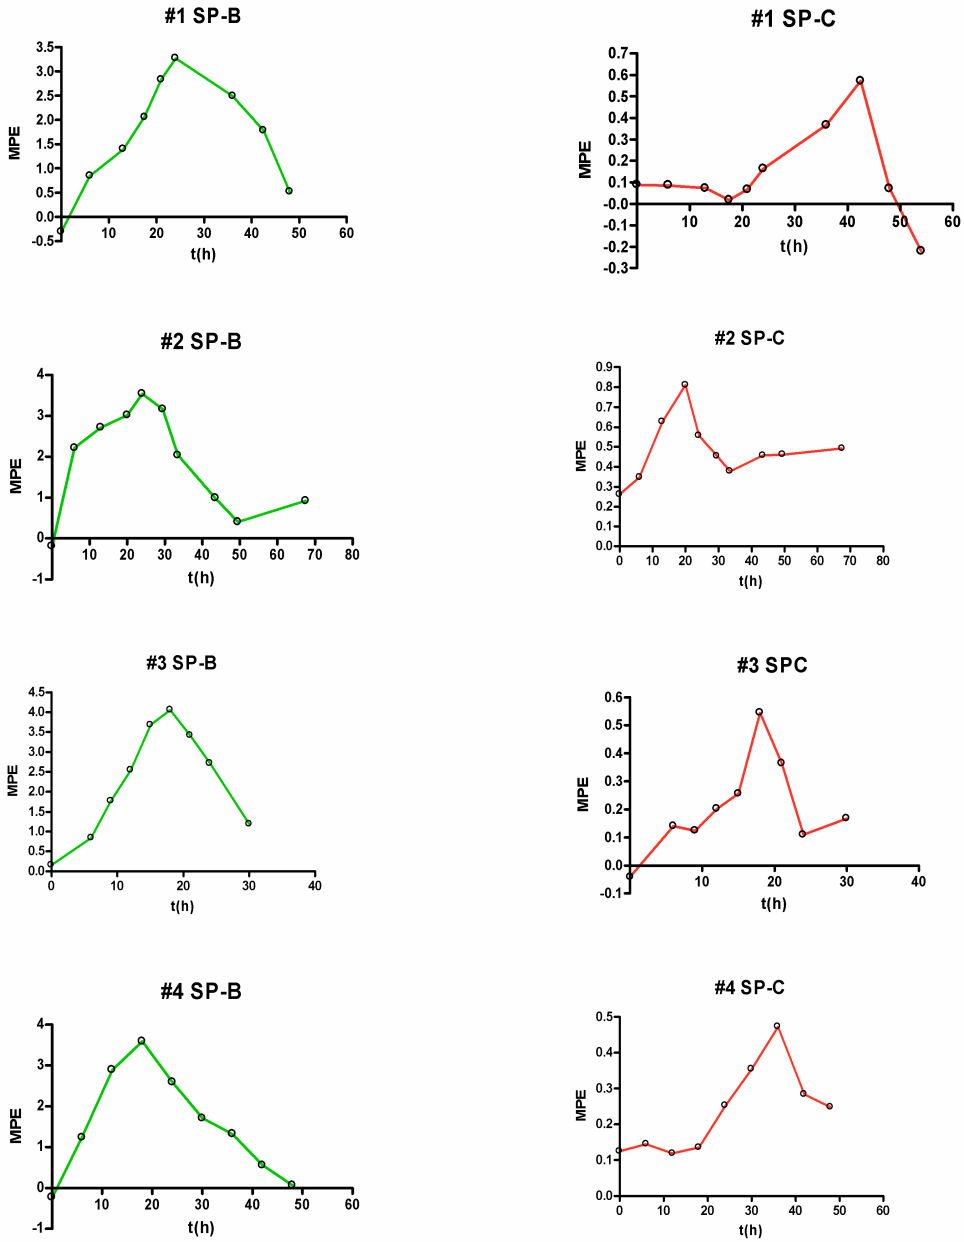 #1 SP-B
3.5
3.0
2.5
2.0
1.5
1.0
0.5
0.0
-0.5
MPE
10 20 30 40 50 60
t(h)
#1 SP-C
0.7
0.6
0.5
0.4
0.3
0.2
0.1
-0.0
-0.1
-0.2
-0.3
MPE
10 20 30 40 50 60
t(h)
#2 SP-B
4
3
2
1
0
-1
MPE
10 20 30 40 50 60 70 80
t(h)
#2 SP-C
0.9
0.8
0.7
0.6
0.5
0.4
0.3
0.2
0.1
0.0
MPE
0 10 20 30 40 50 60 70 80
t(h)
#3 SP-B
4.5
4.0
3.5
3.0
2.5
2.0
1.5
1.0
0.5
0.0
MPE
0 10 20 30 40
t(h)
#3 SPC
0.6
0.5
0.4
0.3
0.2
0.1
0.0
-0.1
MPE
10 20 30 40
t(h)
#4 SP-B
4
3
2
1
0
-1
MPE
10 20 30 40 50 60
t(h)
#4 SP-C
0.5
0.4
0.3
0.2
0.1
0.0
MPE
0 10 20 30 40 50 60
t(h)